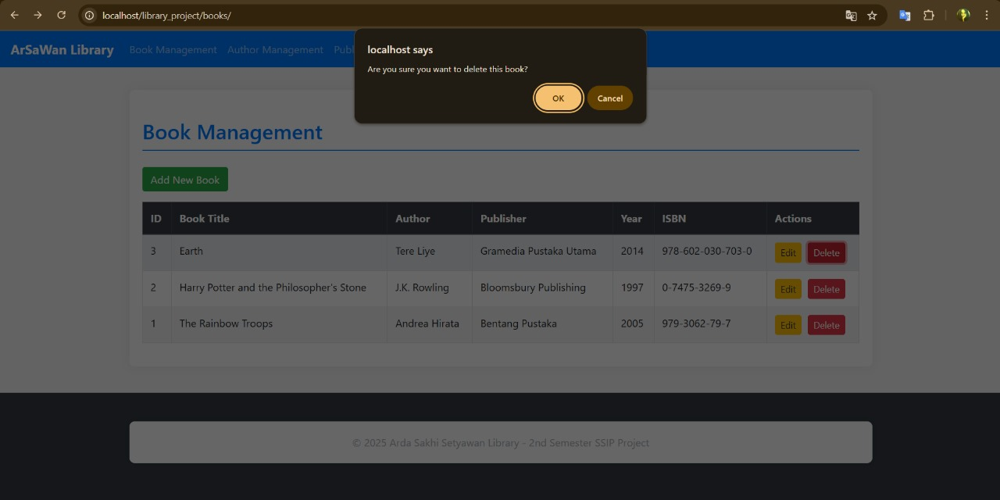 localhost/library_project/books/
ArSaWan Library Book Management Author Management Publ
localhost says
Are you sure you want to delete this book?
OK Cancel
Book Management
Add New Book
ID Book Title Author Publisher Year ISBN Actions
3 Earth Tere Liye Gramedia Pustaka Utama 2014 978-602-030-703-0 Edit Delete
2 Harry Potter and the Philosopher's Stone J.K. Rowling Bloomsbury Publishing 1997 0-7475-3269-9 Edit Delete
1 The Rainbow Troops Andrea Hirata Bentang Pustaka 2005 979-3062-79-7 Edit Delete
© 2025 Arda Sakhi Setyawan Library - 2nd Semester SSIP Project